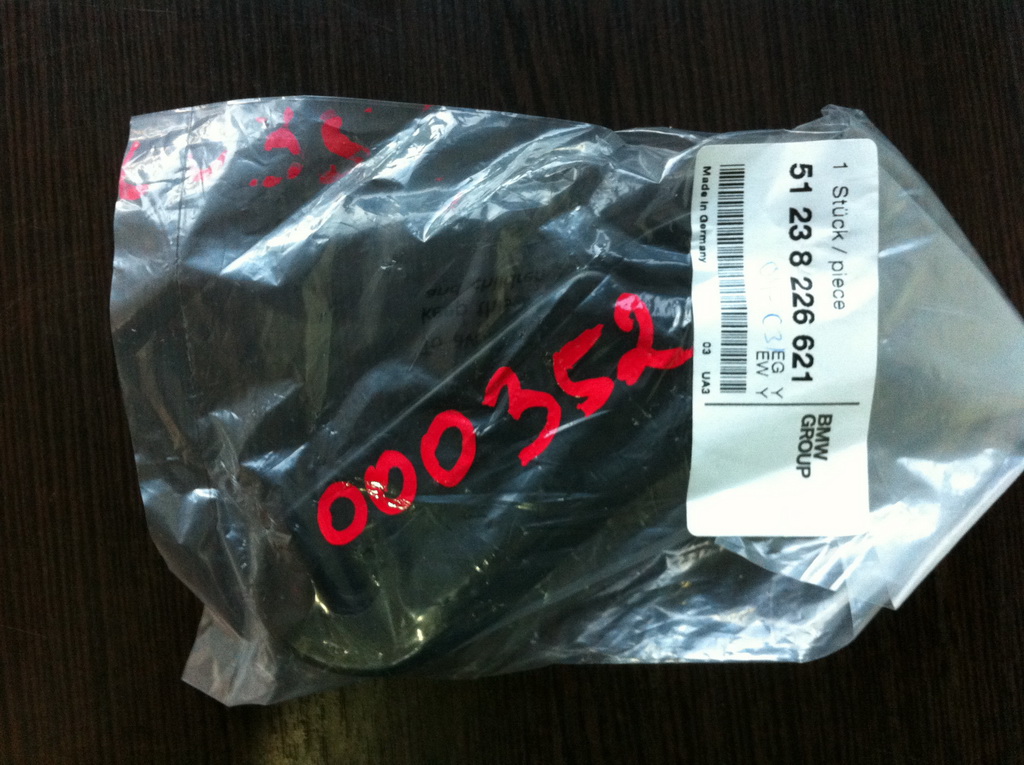 1 Stück / piece
51 23 8 226 621
EG Y
EW Y
Made in Germany
03 UA3
BMW
GROUP
000352